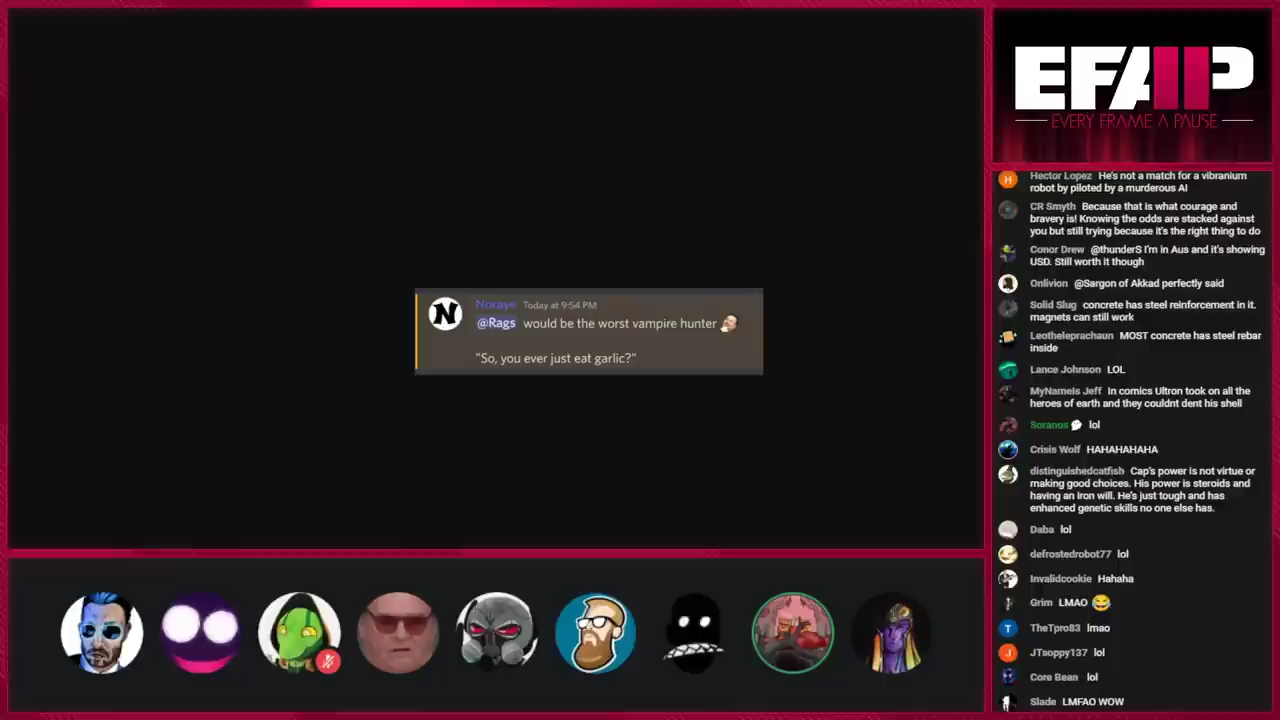 Noraye Today at 9:54 PM
@Rags would be the worst vampire hunter
"So, you ever just eat garlic?"
EFAP
EVERY FRAME A PAUSE
Hector Lopez He's not a match for a vibranium
robot by piloted by a murderous AI
CR Smyth Because that is what courage and
bravery is! Knowing the odds are stacked against
you but still trying because it's the right thing to do
Conor Drew @thunderS I'm in Aus and it's showing
USD. Still worth it though
Onlivion @Sargon of Akkad perfectly said
Solid Slug concrete has steel reinforcement in it.
magnets can still work
Leotheleprachaun MOST concrete has steel rebar
inside
Lance Johnson LOL
MyNameIs Jeff In comics Ultron took on all the
heroes of earth and they couldnt dent his shell
Soranos lol
Crisis Wolf HAHAHAHAHA
distinguishedcatfish Cap's power is not virtue or
making good choices. His power is steroids and
having an iron will. He's just tough and has
enhanced genetic skills no one else has.
Daba lol
defrostedrobot77 lol
Invalidcookie Hahaha
Grim LMAO
TheTpro83 lmao
JTsoppy137 lol
Core Bean lol
Slade LMFAO WOW